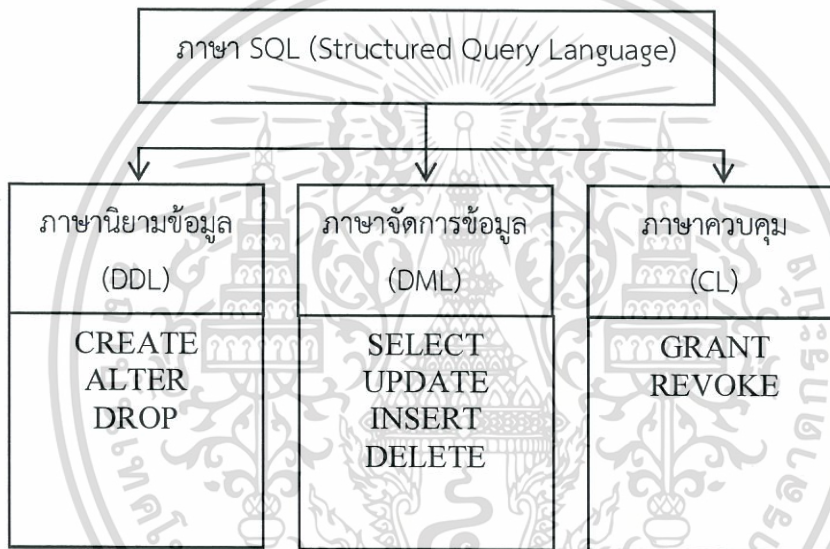 ภาษา SQL (Structured Query Language)
ภาษานิยามข้อมูล
(DDL)
CREATE
ALTER
DROP
ภาษาจัดการข้อมูล
(DML)
SELECT
UPDATE
INSERT
DELETE
ภาษาควบคุม
(CL)
GRANT
REVOKE